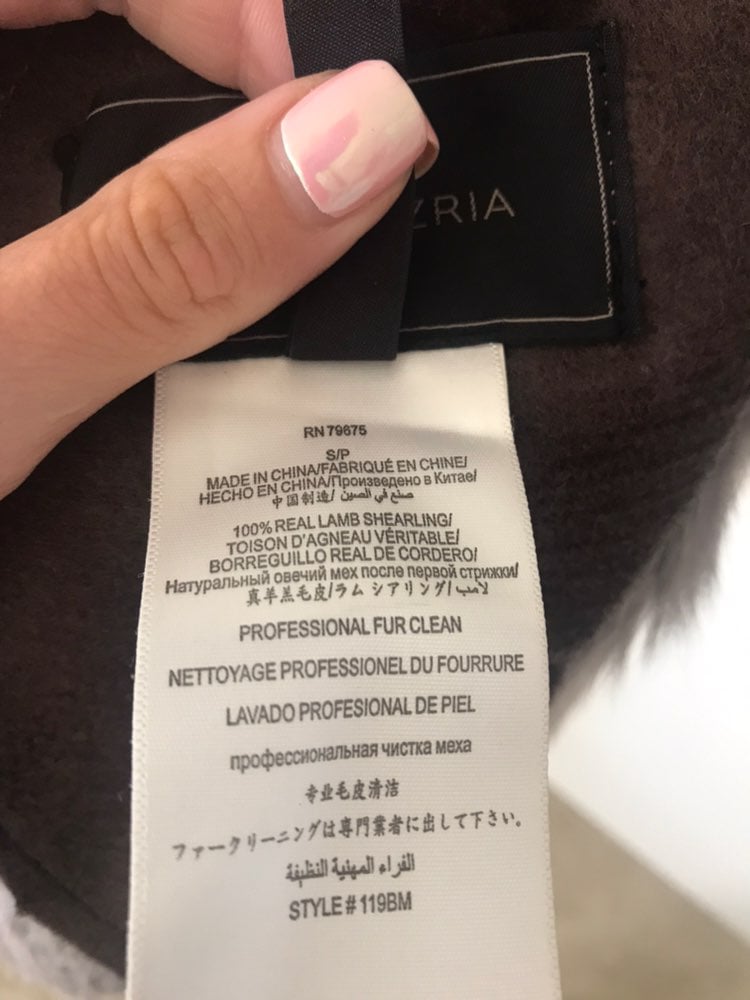 ZRIA
RN 79675
S/P
MADE IN CHINA/FABRIQUÉ EN CHINE/
HECHO EN CHINA/Произведено в Китае/
中国制造/ صنع في الصين
100% REAL LAMB SHEARLING/
TOISON D'AGNEAU VÉRITABLE/
BORREGUILLO REAL DE CORDERO/
Натуральный овечий мех после первой стрижки/
真羊羔毛皮/ラム シアリング/ لامب
PROFESSIONAL FUR CLEAN
NETTOYAGE PROFESSIONEL DU FOURRURE
LAVADO PROFESIONAL DE PIEL
профессиональная чистка меха
专业毛皮清洁
ファークリーニングは専門業者に出して下さい。
الفراء المهنية النظيفة
STYLE # 119BM